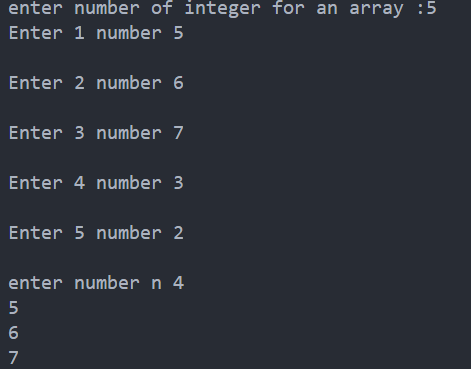 enter number of integer for an array :5
Enter 1 number 5
Enter 2 number 6
Enter 3 number 7
Enter 4 number 3
Enter 5 number 2
enter number n 4
5
6
7